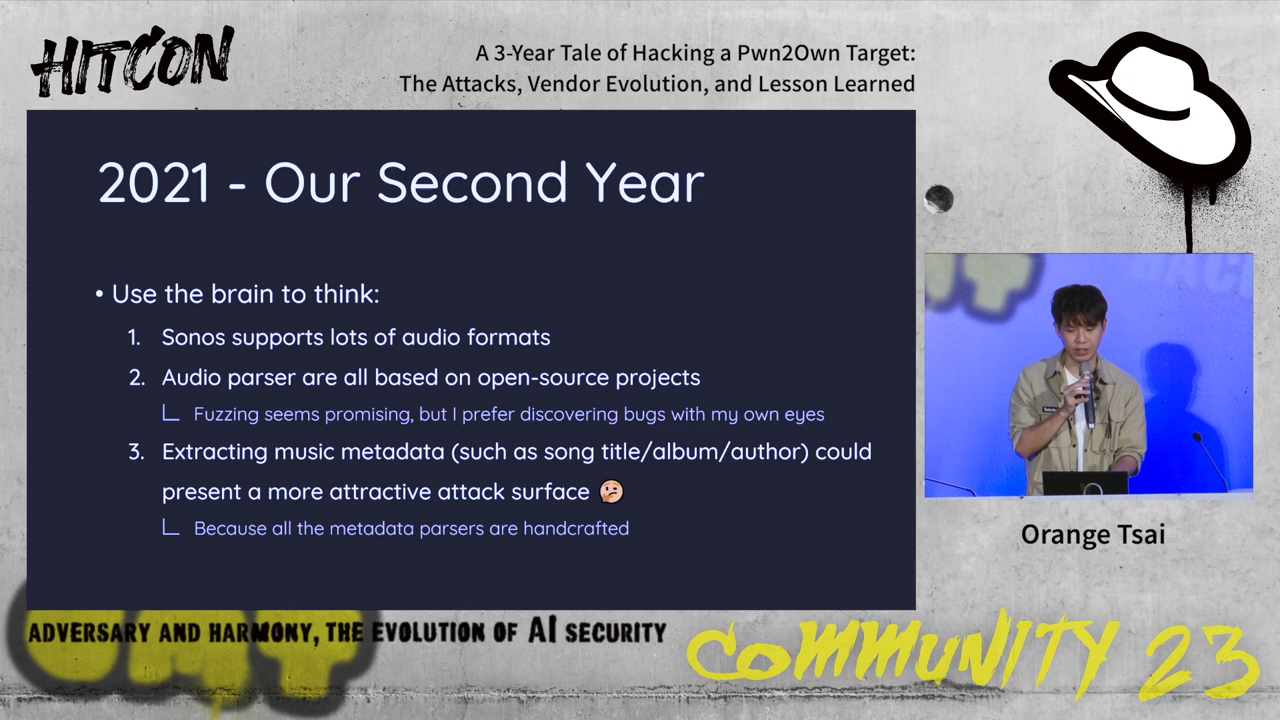 HITCON
A 3-Year Tale of Hacking a Pwn2Own Target:
The Attacks, Vendor Evolution, and Lesson Learned
2021 - Our Second Year
• Use the brain to think:
1. Sonos supports lots of audio formats
2. Audio parser are all based on open-source projects
Fuzzing seems promising, but I prefer discovering bugs with my own eyes
3. Extracting music metadata (such as song title/album/author) could
present a more attractive attack surface 🤔
Because all the metadata parsers are handcrafted
Orange Tsai
ADVERSARY AND HARMONY, THE EVOLUTION OF AI SECURITY
COMMUNITY 23